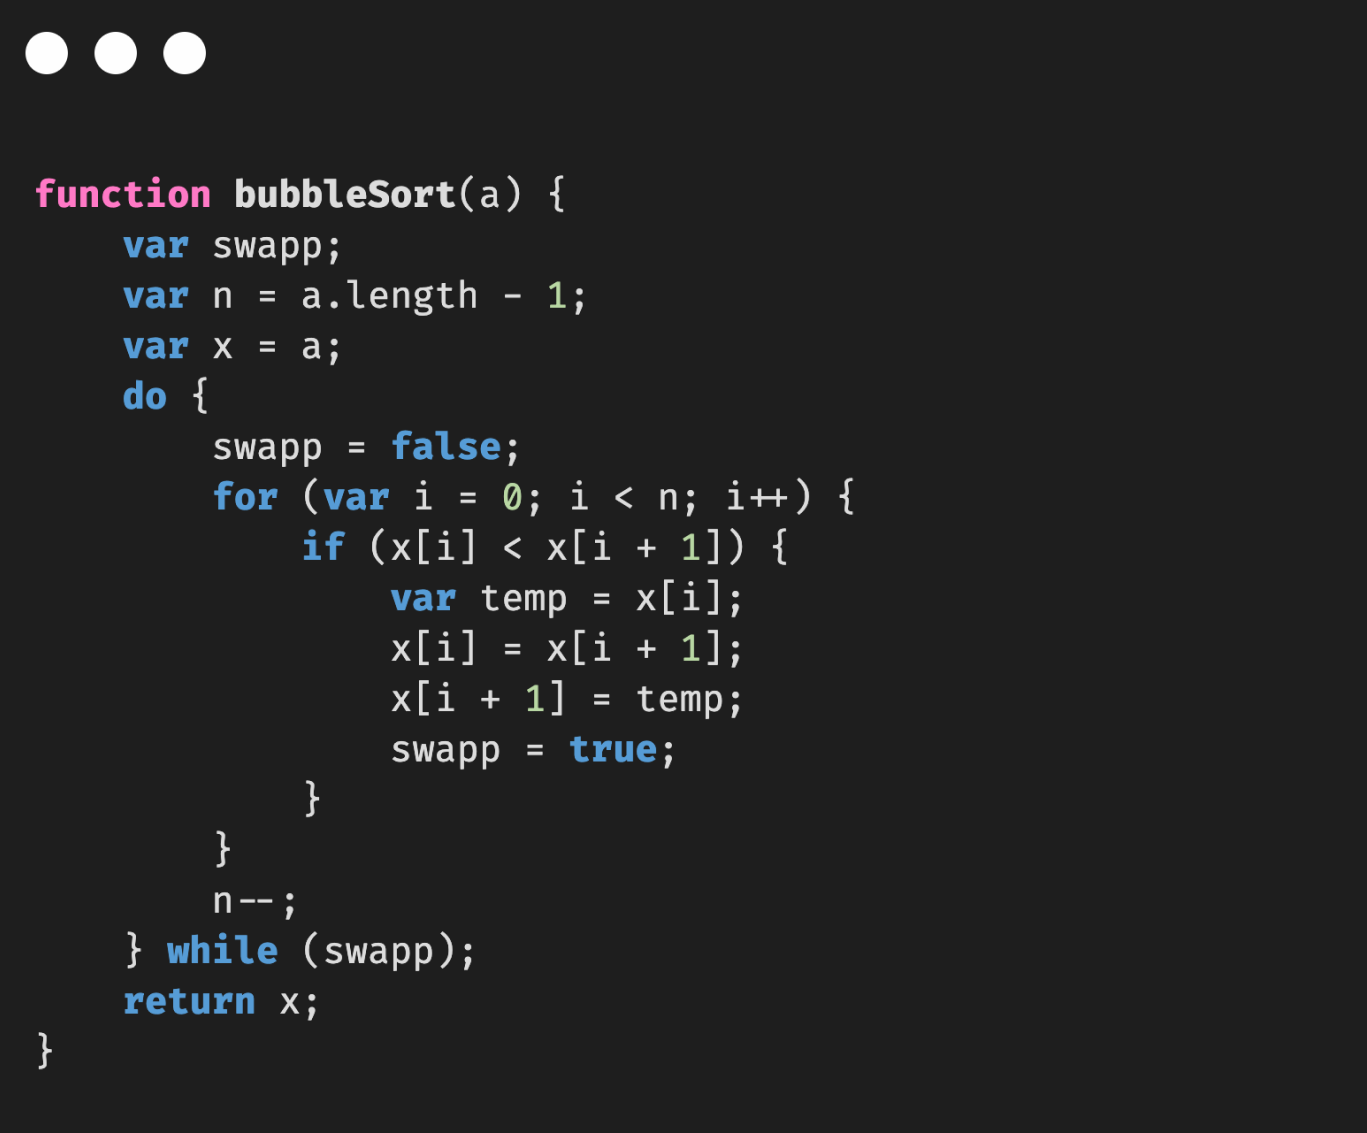 function bubbleSort(a) {
    var swapp;
    var n = a.length - 1;
    var x = a;
    do {
        swapp = false;
        for (var i = 0; i < n; i++) {
            if (x[i] < x[i + 1]) {
                var temp = x[i];
                x[i] = x[i + 1];
                x[i + 1] = temp;
                swapp = true;
            }
        }
        n--;
    } while (swapp);
    return x;
}